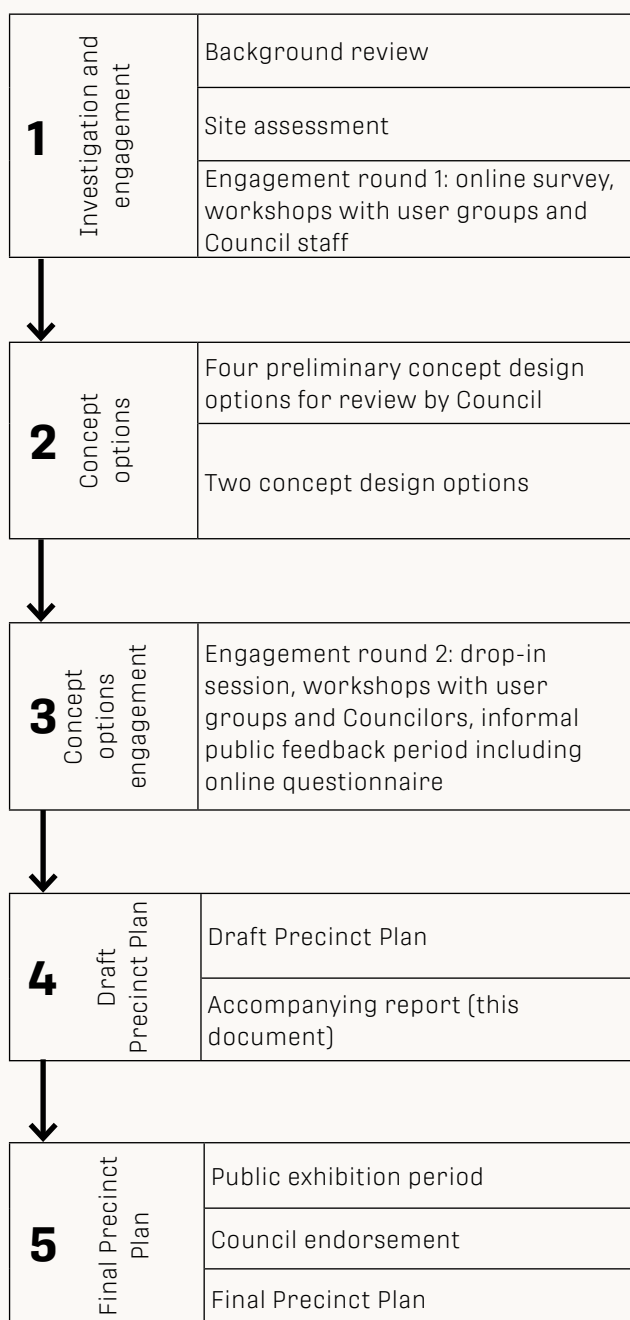 1
Investigation and
engagement
Background review
Site assessment
Engagement round 1: online survey,
workshops with user groups and
Council staff
2
Concept
options
Four preliminary concept design
options for review by Council
Two concept design options
3
Concept
options
engagement
Engagement round 2: drop-in
session, workshops with user
groups and Councilors, informal
public feedback period including
online questionnaire
4
Draft
Precinct Plan
Draft Precinct Plan
Accompanying report (this
document)
5
Final Precinct
Plan
Public exhibition period
Council endorsement
Final Precinct Plan